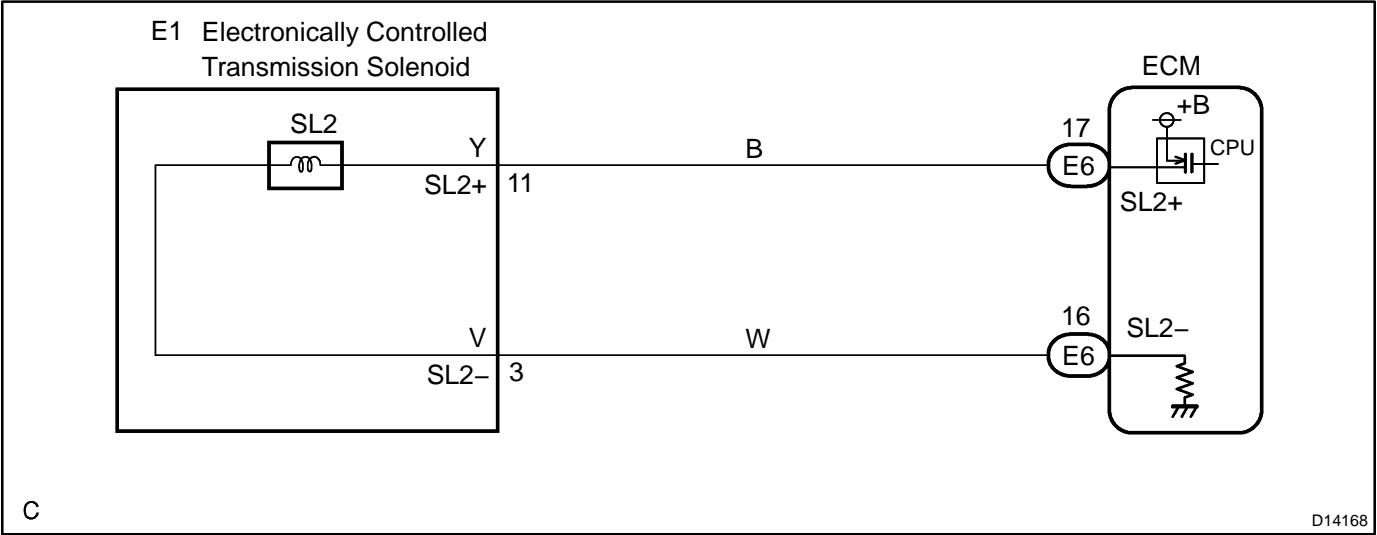 E1 Electronically Controlled
Transmission Solenoid
ECM
SL2
+B
17
Y
B
E6
CPU
SL2+
11
SL2+
16
SL2−
V
W
E6
SL2−
3
C
D14168